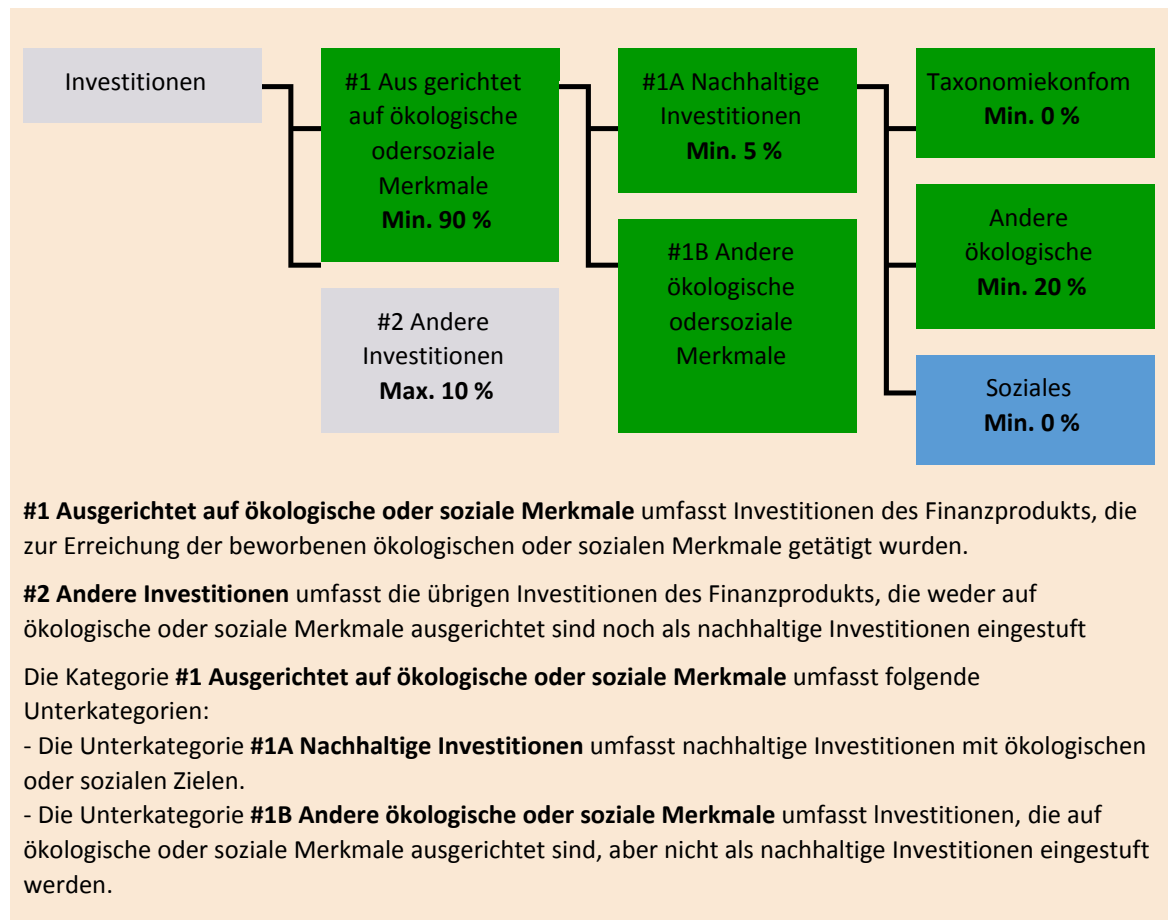 Investitionen
#1 Aus gerichtet
auf ökologische
odersoziale
Merkmale
Min. 90 %
#2 Andere
Investitionen
Max. 10 %
#1A Nachhaltige
Investitionen
Min. 5 %
#1B Andere
ökologische
odersoziale
Merkmale
Taxonomiekonfom
Min. 0 %
Andere
ökologische
Min. 20 %
Soziales
Min. 0 %
#1 Ausgerichtet auf ökologische oder soziale Merkmale umfasst Investitionen des Finanzprodukts, die
zur Erreichung der beworbenen ökologischen oder sozialen Merkmale getätigt wurden.
#2 Andere Investitionen umfasst die übrigen Investitionen des Finanzprodukts, die weder auf
ökologische oder soziale Merkmale ausgerichtet sind noch als nachhaltige Investitionen eingestuft
Die Kategorie #1 Ausgerichtet auf ökologische oder soziale Merkmale umfasst folgende
Unterkategorien:
- Die Unterkategorie #1A Nachhaltige Investitionen umfasst nachhaltige Investitionen mit ökologischen
oder sozialen Zielen.
- Die Unterkategorie #1B Andere ökologische oder soziale Merkmale umfasst lnvestitionen, die auf
ökologische oder soziale Merkmale ausgerichtet sind, aber nicht als nachhaltige Investitionen eingestuft
werden.